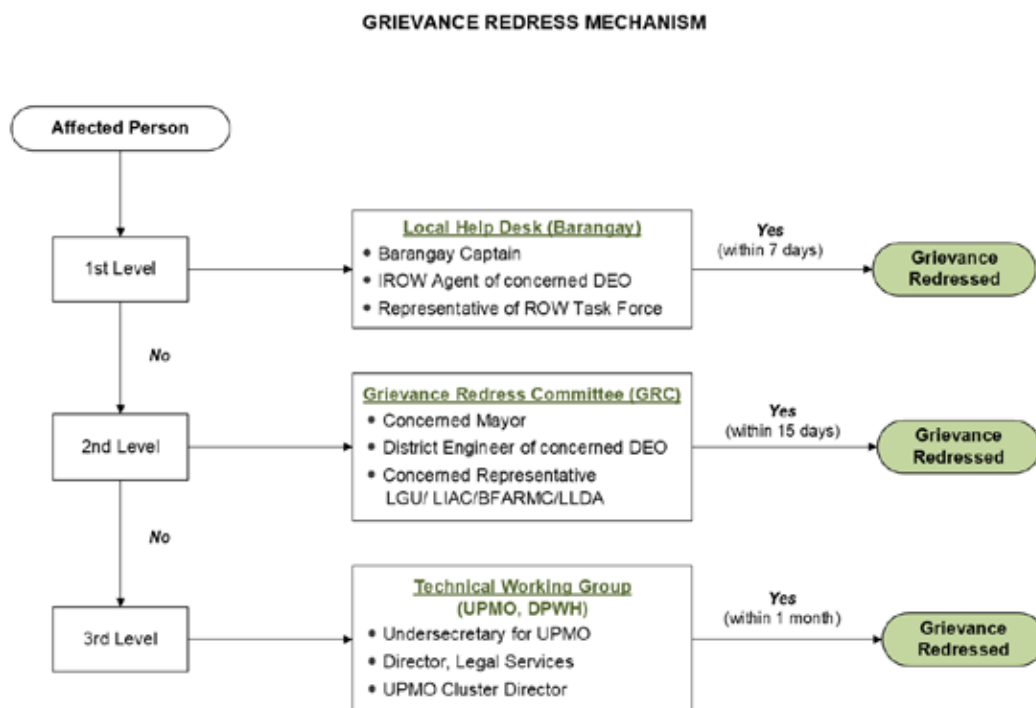 GRIEVANCE REDRESS MECHANISM
Affected Person
1st Level
Local Help Desk (Barangay)
• Barangay Captain
• IROW Agent of concerned DEO
• Representative of ROW Task Force
Yes
(within 7 days)
Grievance
Redressed
No
2nd Level
Grievance Redress Committee (GRC)
• Concerned Mayor
• District Engineer of concerned DEO
• Concerned Representative
LGU/ LIAC/BFARMC/LLDA
Yes
(within 15 days)
Grievance
Redressed
No
3rd Level
Technical Working Group
(UPMO, DPWH)
• Undersecretary for UPMO
• Director, Legal Services
• UPMO Cluster Director
Yes
(within 1 month)
Grievance
Redressed